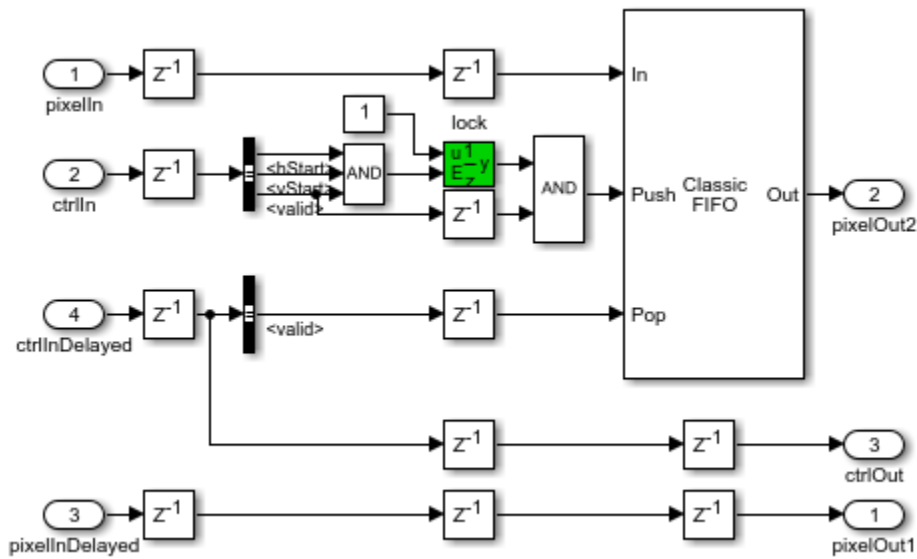 1
Z-1
Z-1
In
pixelIn
1
lock
2
Z-1
<hStart>
<vStart>
<valid>
AND
u 1 y
E z
Z-1
AND
Push
Classic
FIFO
Out
2
ctrlIn
pixelOut2
4
Z-1
<valid>
Z-1
Pop
ctrlInDelayed
Z-1
Z-1
3
ctrlOut
3
Z-1
Z-1
Z-1
1
pixelInDelayed
pixelOut1